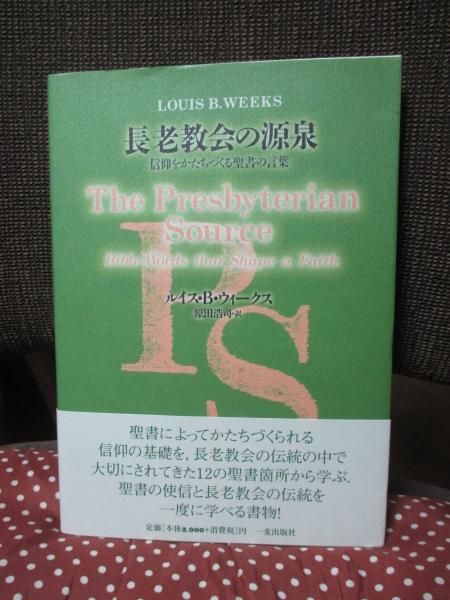 LOUIS B. WEEKS
長老教会の源泉
信仰をかたちづくる聖書の言葉
The Presbyterian
Source
Bible Words that Shape a Faith
ルイス・B・ウィークス
原田浩司・訳
PS
聖書によってかたちづくられる
信仰の基礎を，長老教会の伝統の中で
大切にされてきた12の聖書箇所から学ぶ．
聖書の使信と長老教会の伝統を
一度に学べる書物！
定価［本体2,000+消費税］円 一麦出版社